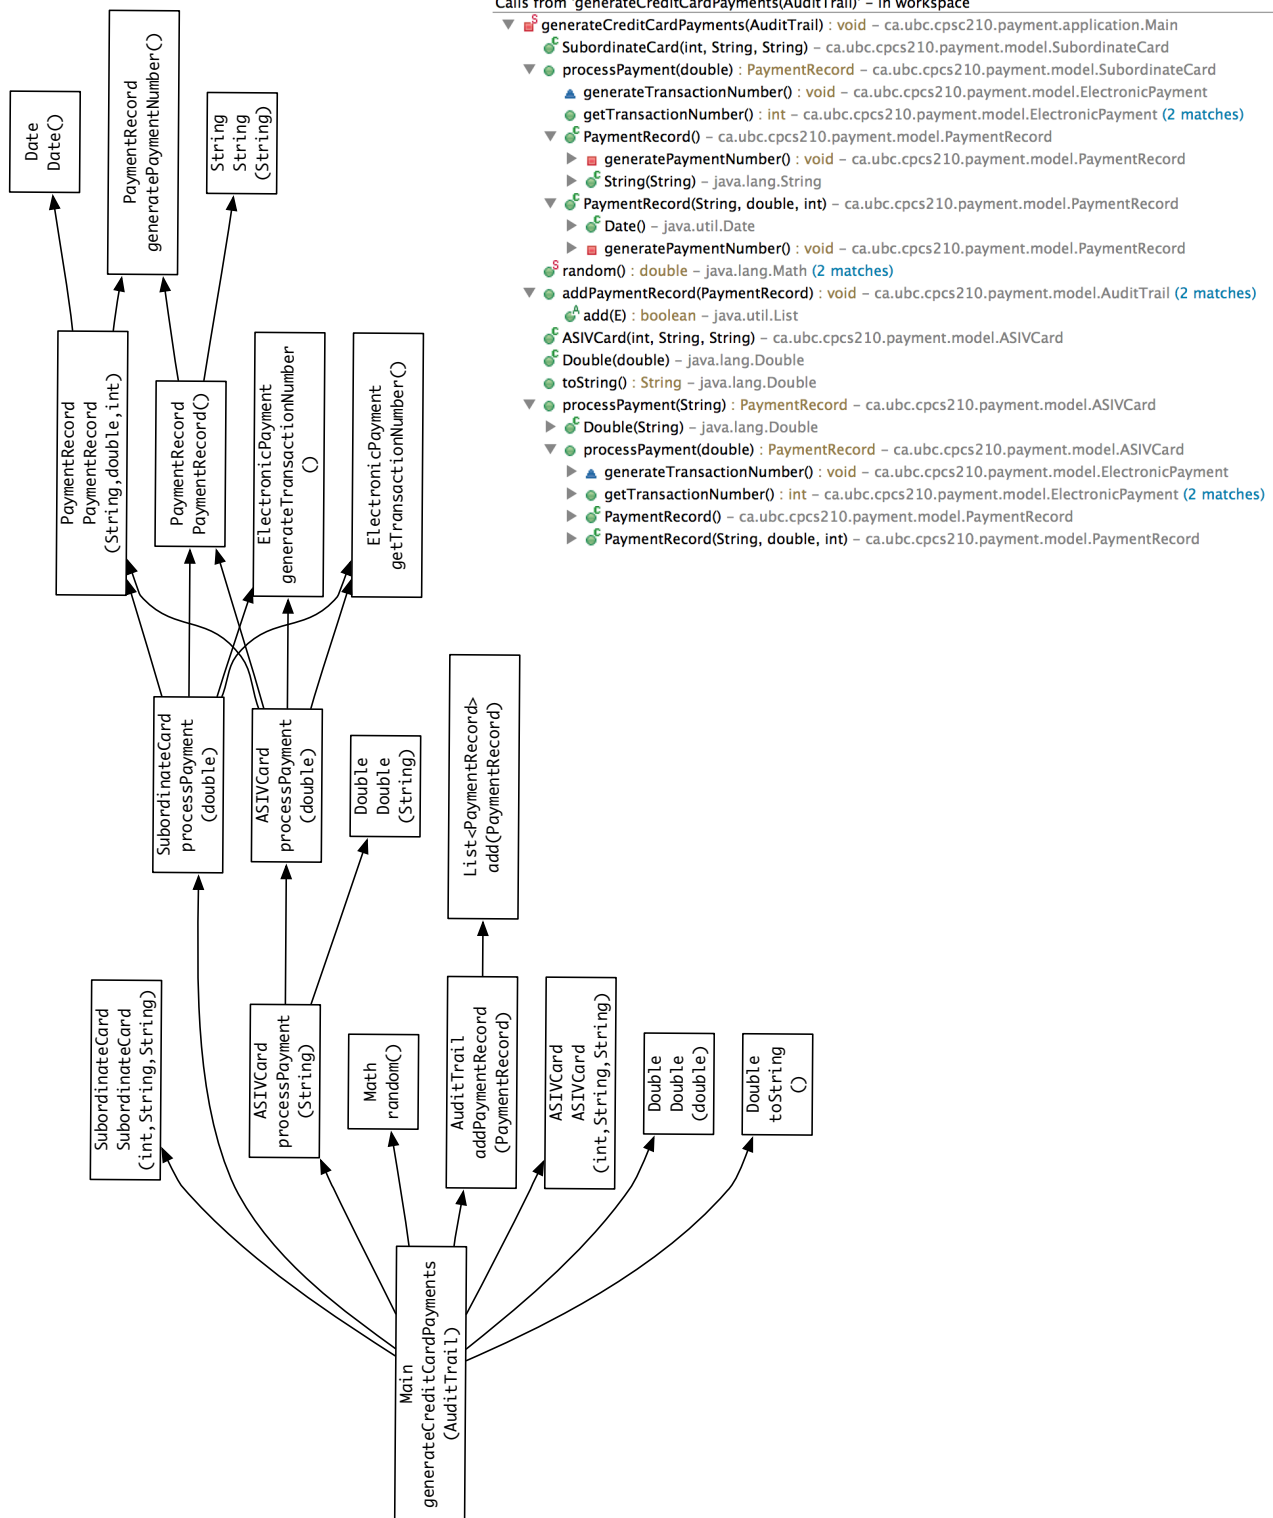 Calls from 'generateCreditCardPayments(AuditTrail)' – in workspace
generateCreditCardPayments(AuditTrail) : void – ca.ubc.cpsc210.payment.application.Main
SubordinateCard(int, String, String) – ca.ubc.cpcs210.payment.model.SubordinateCard
processPayment(double) : PaymentRecord – ca.ubc.cpcs210.payment.model.SubordinateCard
generateTransactionNumber() : void – ca.ubc.cpcs210.payment.model.ElectronicPayment
getTransactionNumber() : int – ca.ubc.cpcs210.payment.model.ElectronicPayment (2 matches)
PaymentRecord() – ca.ubc.cpcs210.payment.model.PaymentRecord
generatePaymentNumber() : void – ca.ubc.cpcs210.payment.model.PaymentRecord
String(String) – java.lang.String
PaymentRecord(String, double, int) – ca.ubc.cpcs210.payment.model.PaymentRecord
Date() – java.util.Date
generatePaymentNumber() : void – ca.ubc.cpcs210.payment.model.PaymentRecord
random() : double – java.lang.Math (2 matches)
addPaymentRecord(PaymentRecord) : void – ca.ubc.cpcs210.payment.model.AuditTrail (2 matches)
add(E) : boolean – java.util.List
ASIVCard(int, String, String) – ca.ubc.cpcs210.payment.model.ASIVCard
Double(double) – java.lang.Double
toString() : String – java.lang.Double
processPayment(String) : PaymentRecord – ca.ubc.cpcs210.payment.model.ASIVCard
Double(String) – java.lang.Double
processPayment(double) : PaymentRecord – ca.ubc.cpcs210.payment.model.ASIVCard
generateTransactionNumber() : void – ca.ubc.cpcs210.payment.model.ElectronicPayment
getTransactionNumber() : int – ca.ubc.cpcs210.payment.model.ElectronicPayment (2 matches)
PaymentRecord() – ca.ubc.cpcs210.payment.model.PaymentRecord
PaymentRecord(String, double, int) – ca.ubc.cpcs210.payment.model.PaymentRecord
Date
Date()
PaymentRecord
generatePaymentNumber()
String
String
(String)
PaymentRecord
PaymentRecord
(String,double,int)
PaymentRecord
PaymentRecord()
ElectronicPayment
generateTransactionNumber
()
ElectronicPayment
getTransactionNumber()
SubordinateCard
processPayment
(double)
ASIVCard
processPayment
(double)
Double
Double
(String)
List<PaymentRecord>
add(PaymentRecord)
SubordinateCard
SubordinateCard
(int,String,String)
ASIVCard
processPayment
(String)
Math
random()
AuditTrail
addPaymentRecord
(PaymentRecord)
ASIVCard
ASIVCard
(int,String,String)
Double
Double
(double)
Double
toString
()
Main
generateCreditCardPayments
(AuditTrail)